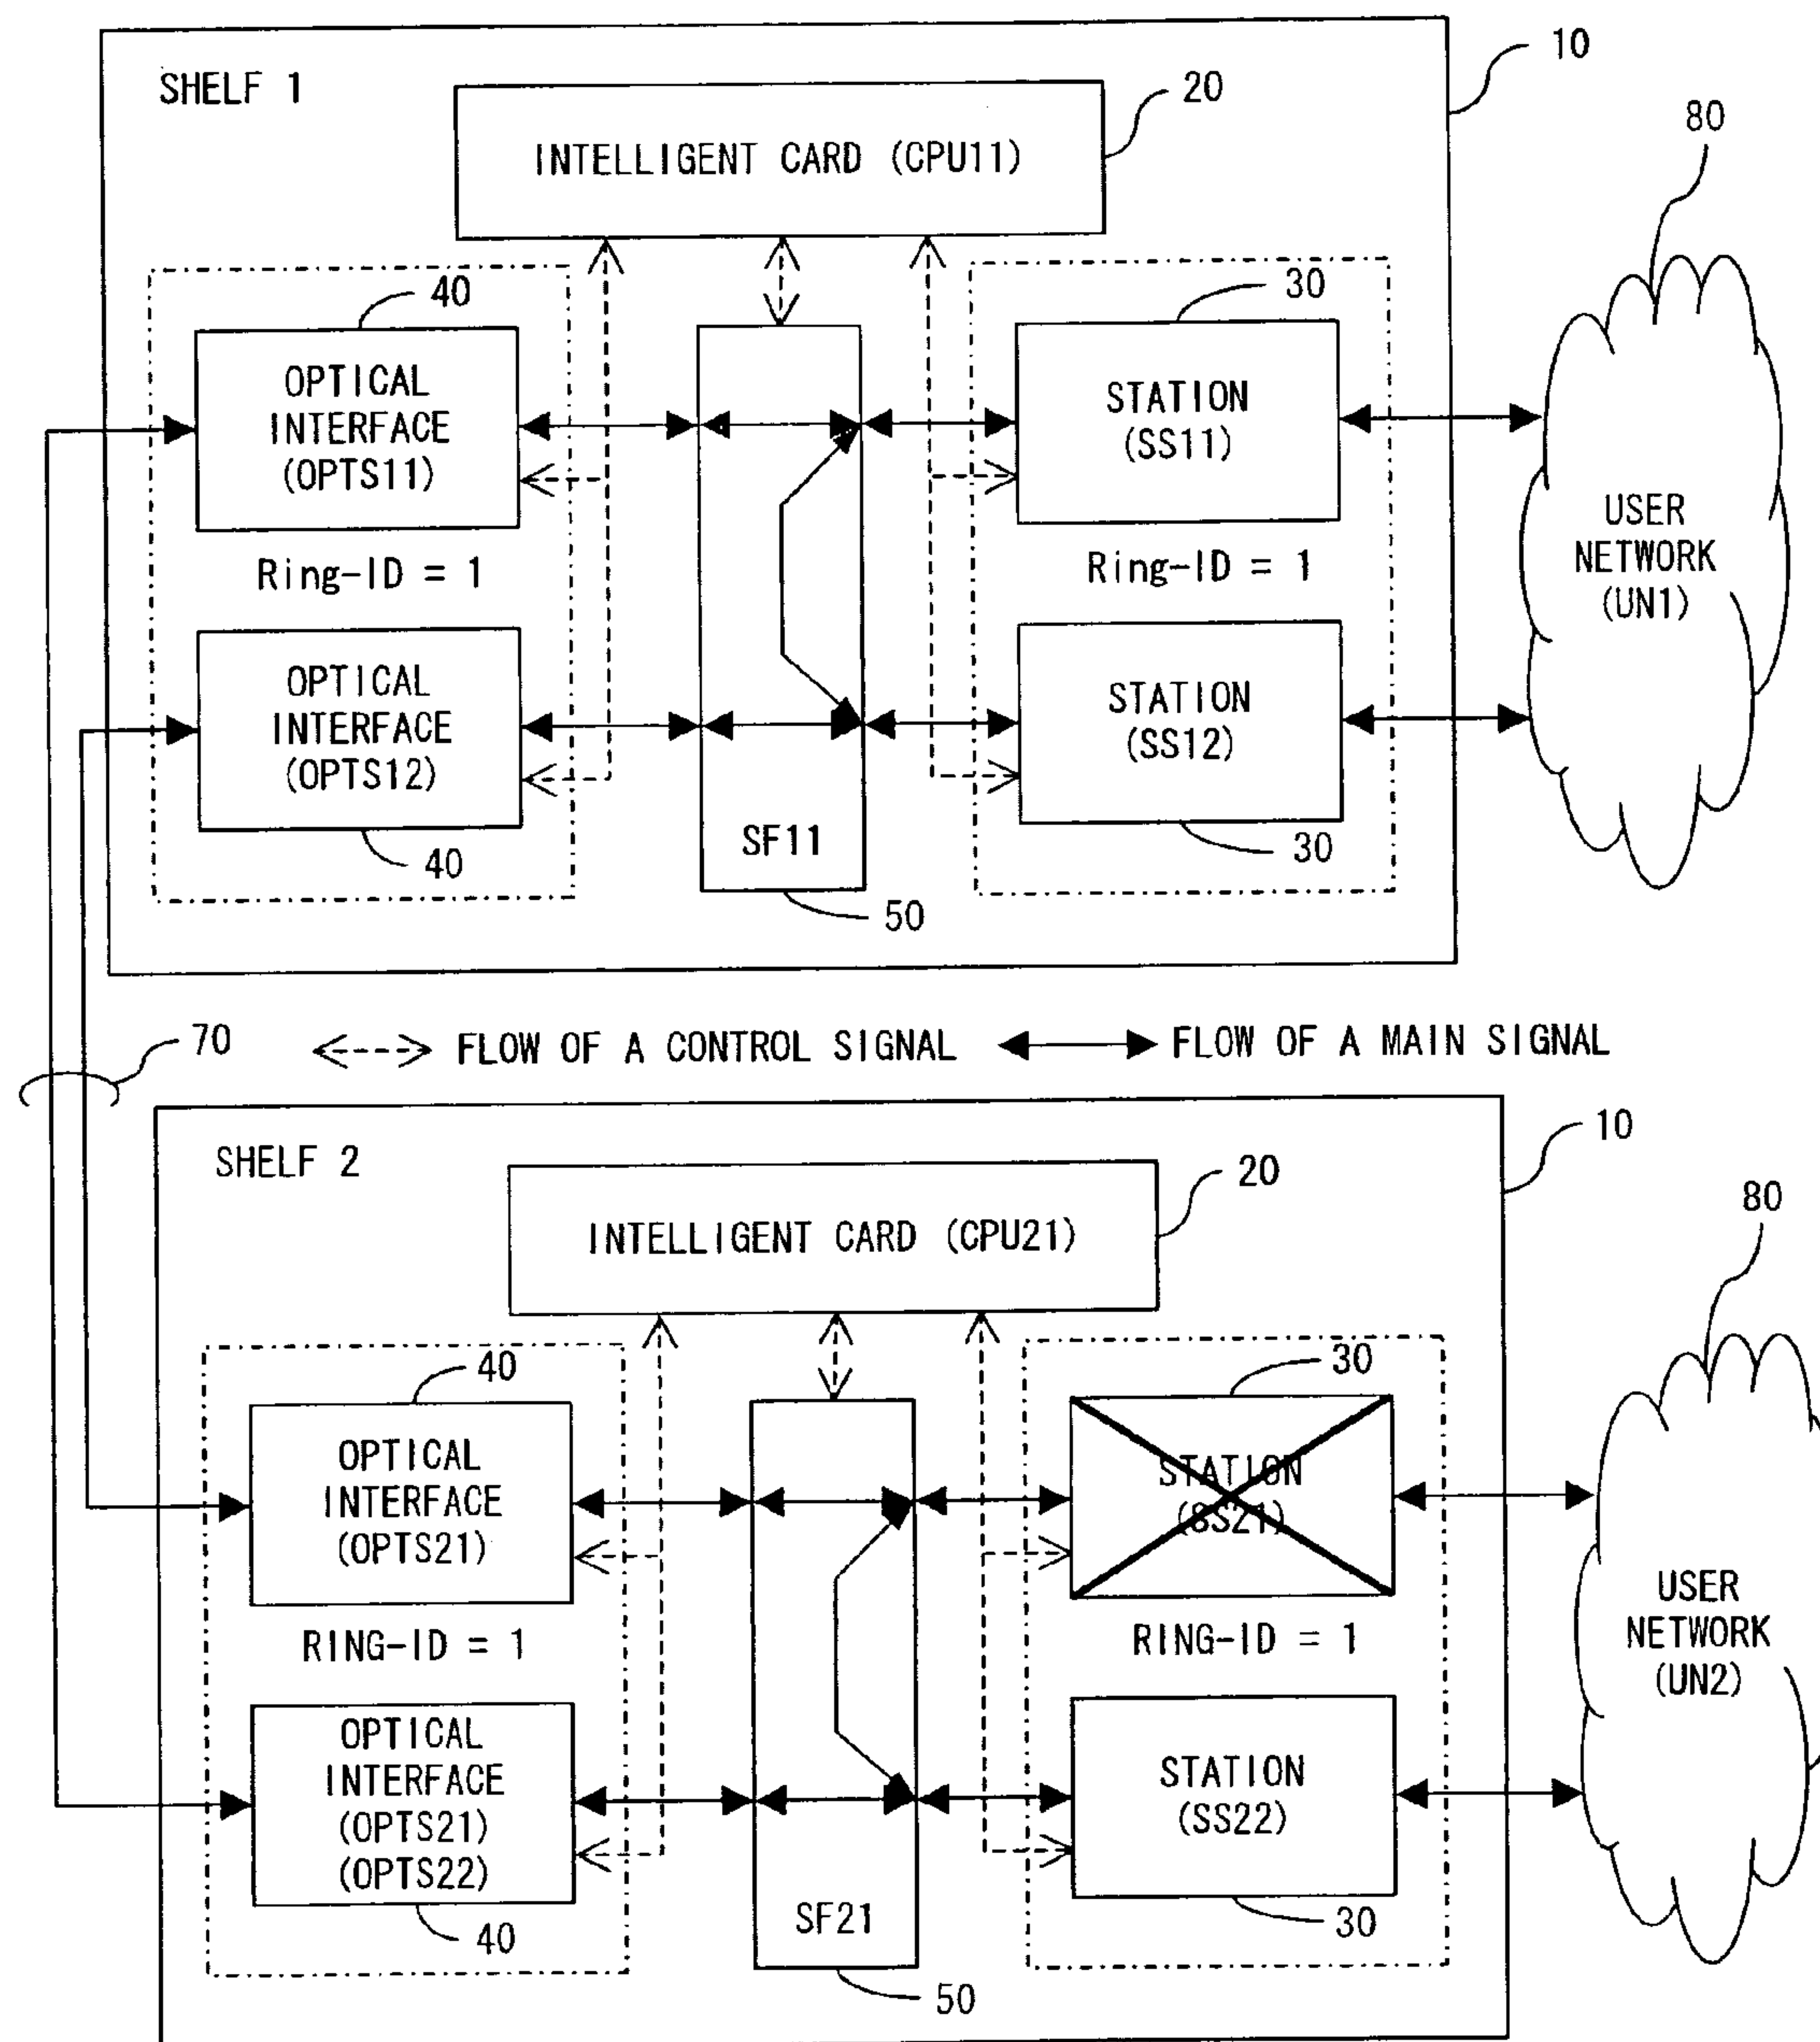 SHELF 1
10
20
INTELLIGENT CARD (CPU11)
80
40
30
OPTICAL
INTERFACE
(OPTS11)
STATION
(SS11)
USER
NETWORK
(UN1)
Ring-ID = 1
Ring-ID = 1
OPTICAL
INTERFACE
(OPTS12)
STATION
(SS12)
SF11
40
30
50
70
FLOW OF A CONTROL SIGNAL
FLOW OF A MAIN SIGNAL
SHELF 2
10
20
INTELLIGENT CARD (CPU21)
80
40
30
OPTICAL
INTERFACE
(OPTS21)
STATION
(SS21)
USER
NETWORK
(UN2)
RING-ID = 1
RING-ID = 1
OPTICAL
INTERFACE
(OPTS21)
(OPTS22)
STATION
(SS22)
SF21
40
30
50